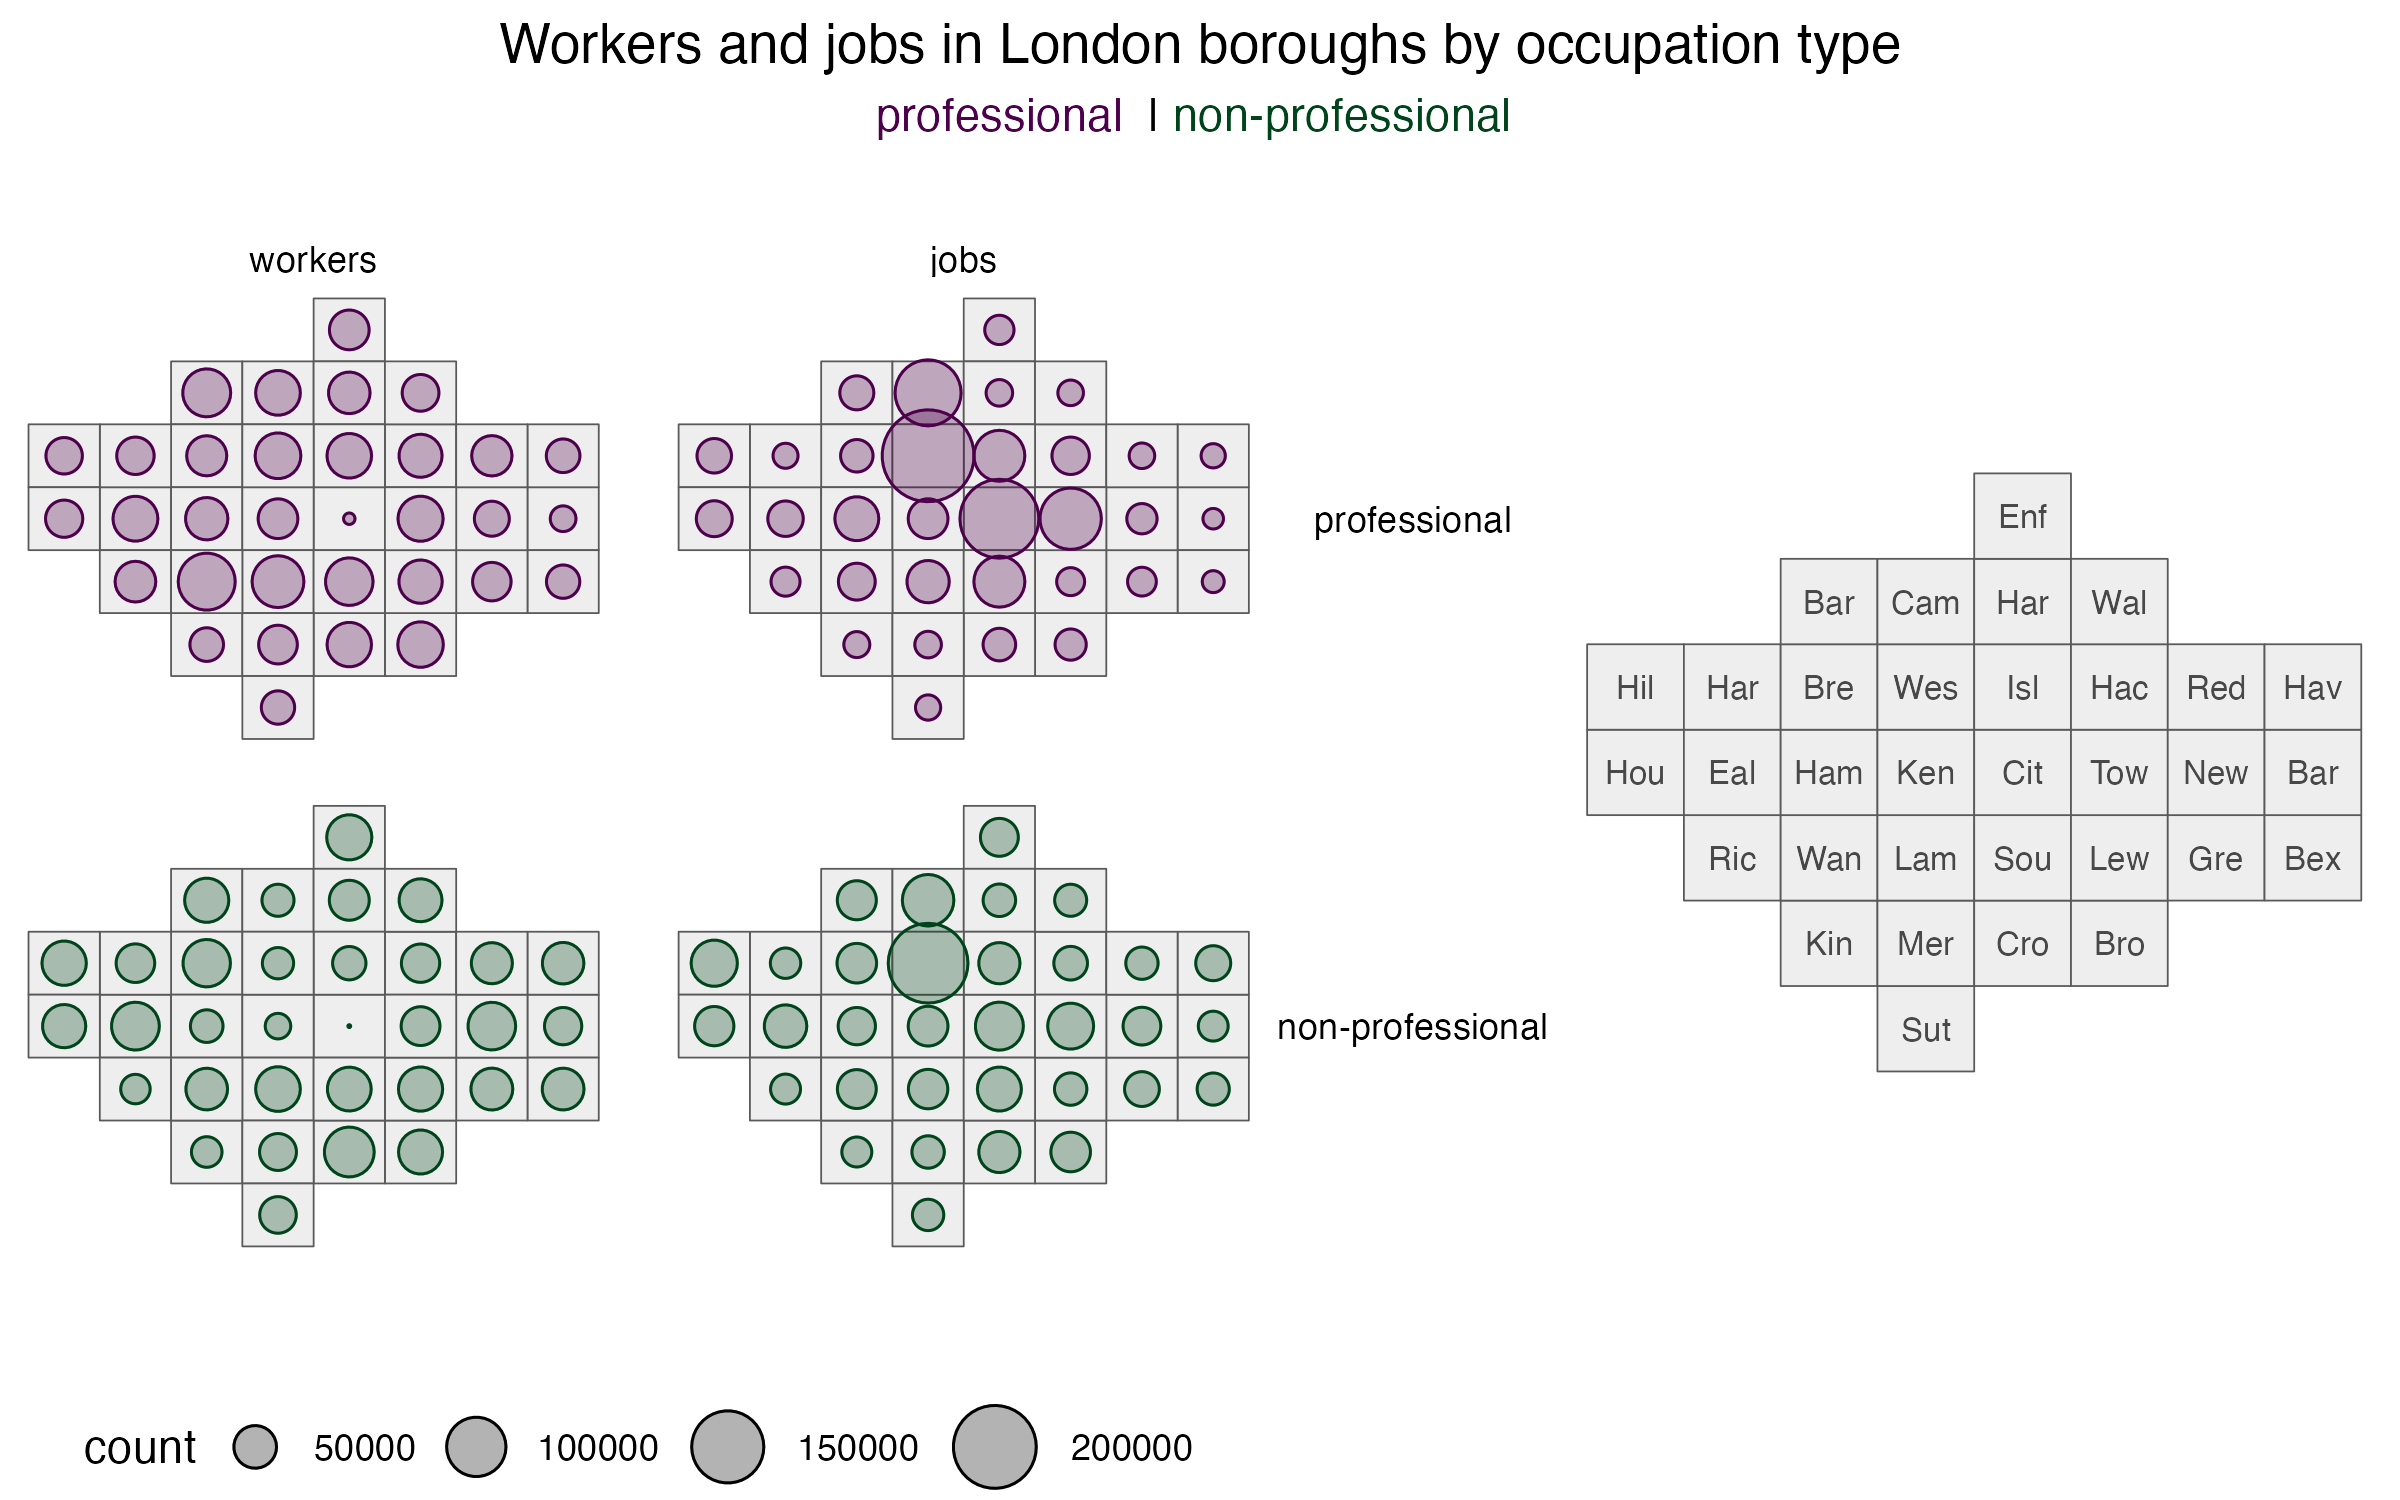 Workers and jobs in London boroughs by occupation type
professional | non-professional
workers jobs
professional
non-professional
Enf
Bar Cam Har Wal
Hil Har Bre Wes Isl Hac Red Hav
Hou Eal Ham Ken Cit Tow New Bar
Ric Wan Lam Sou Lew Gre Bex
Kin Mer Cro Bro
Sut
count 50000 100000 150000 200000